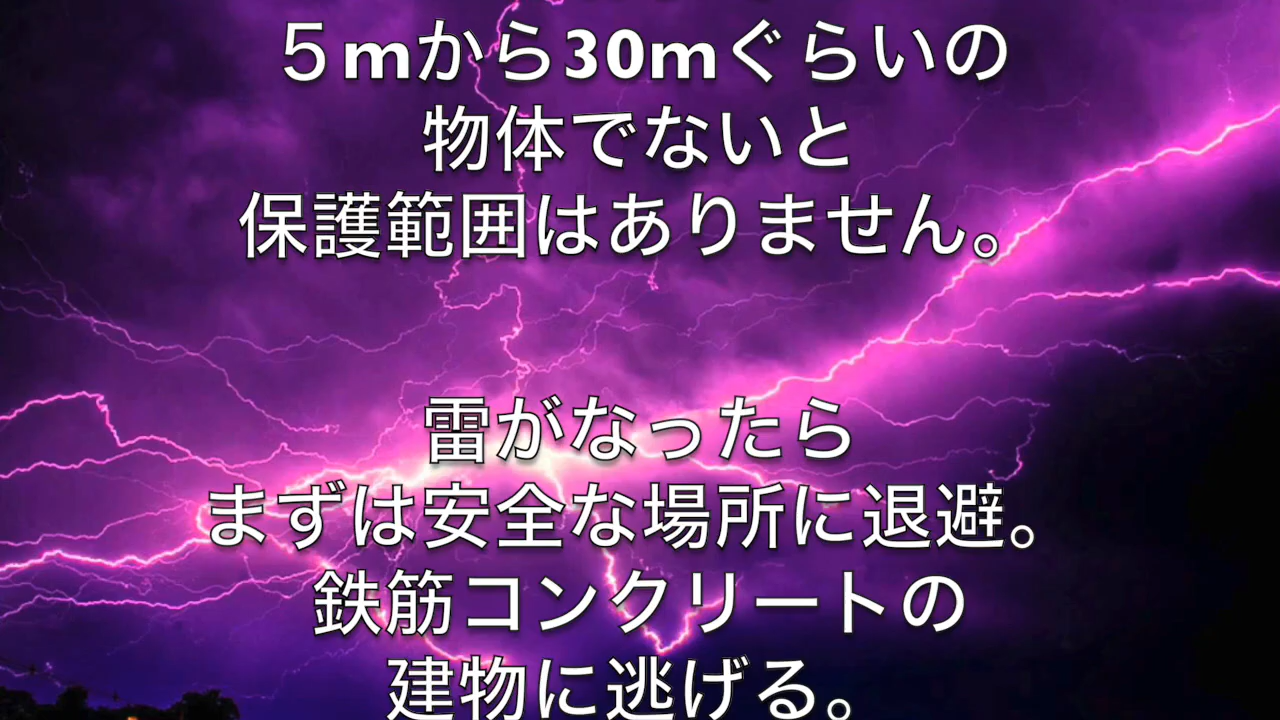 ５mから30mぐらいの
物体でないと
保護範囲はありません。
雷がなったら
まずは安全な場所に退避。
鉄筋コンクリートの
建物に逃げる。